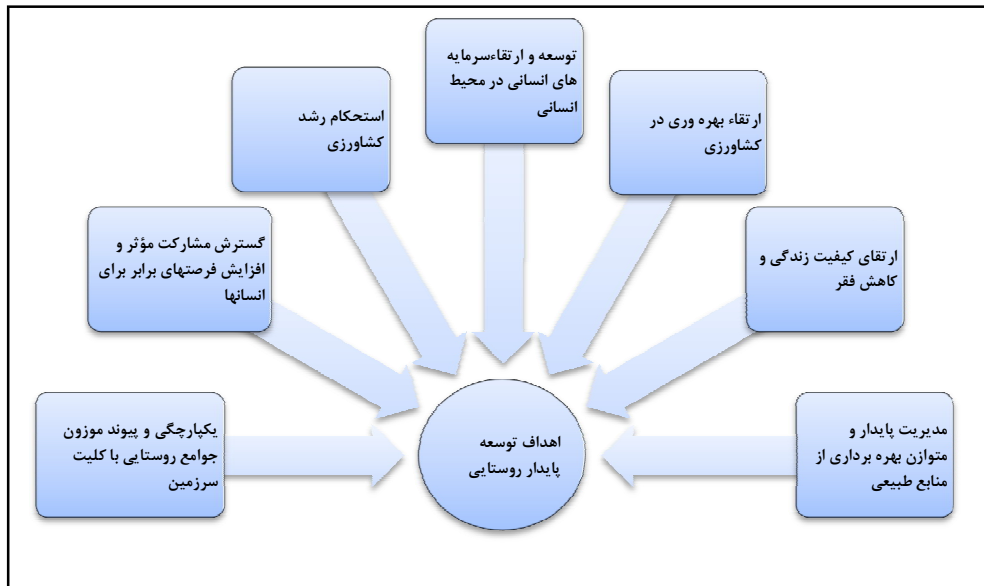 توسعه و ارتقاءسرمایه
های انسانی در محیط
انسانی
ارتقاء بهره وری در
کشاورزی
استحکام رشد
کشاورزی
ارتقای کیفیت زندگی و
کاهش فقر
گسترش مشارکت مؤثر و
افزایش فرصتهای برابر برای
انسانها
مدیریت پایدار و
متوازن بهره برداری از
منابع طبیعی
یکپارچگی و پیوند موزون
جوامع روستایی با کلیت
سرزمین
اهداف توسعه
پایدار روستایی